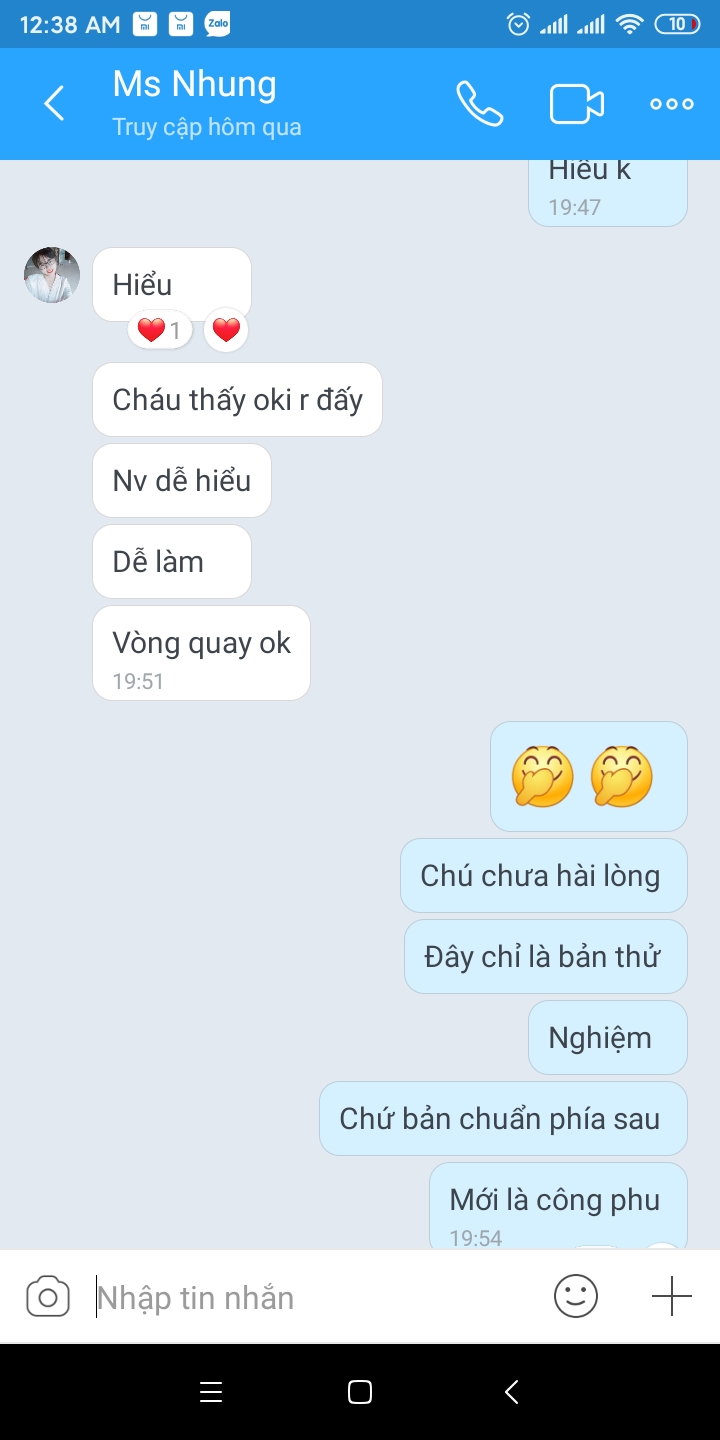 12:38 AM
Zalo
10
Ms Nhung
Truy cập hôm qua
Hiểu k
19:47
Hiểu
1
Cháu thấy oki r đấy
Nv dễ hiểu
Dễ làm
Vòng quay ok
19:51
Chú chưa hài lòng
Đây chỉ là bản thử
Nghiệm
Chứ bản chuẩn phía sau
Mới là công phu
19:54
Nhập tin nhắn